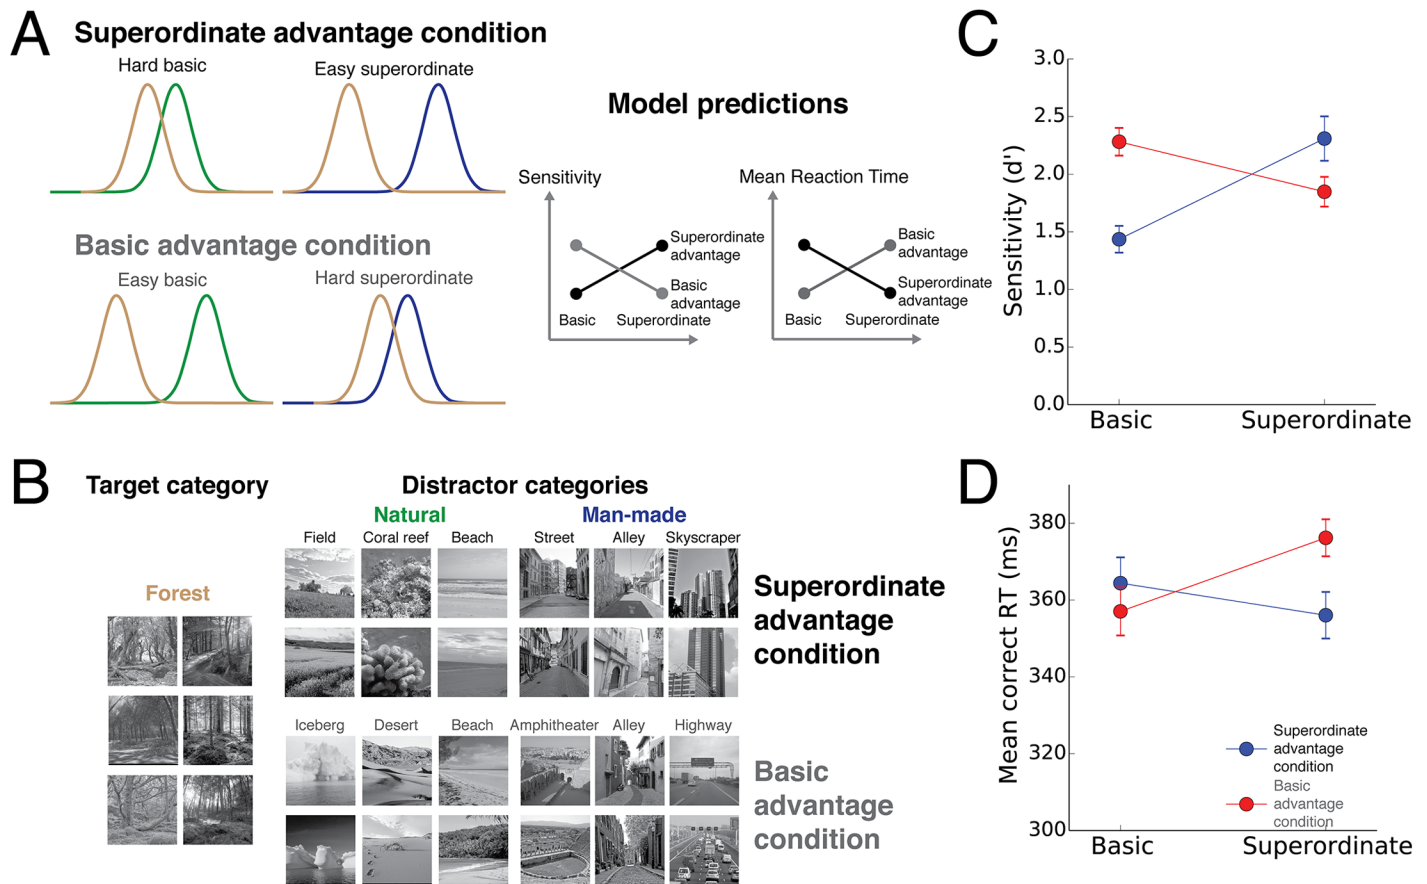 A
Superordinate advantage condition
Hard basic
Easy superordinate
Basic advantage condition
Easy basic
Hard superordinate
Model predictions
Sensitivity
Superordinate
advantage
Basic
advantage
Basic
Superordinate
Mean Reaction Time
Basic
advantage
Superordinate
advantage
Basic
Superordinate
B
Target category
Forest
Distractor categories
Natural
Man-made
Field
Coral reef
Beach
Street
Alley
Skyscraper
Superordinate
advantage
condition
Iceberg
Desert
Beach
Amphitheater
Alley
Highway
Basic
advantage
condition
C
Sensitivity (d')
3.0
2.5
2.0
1.5
1.0
0.5
0.0
Basic
Superordinate
D
Mean correct RT (ms)
380
360
340
320
300
Superordinate
advantage
condition
Basic
advantage
condition
Basic
Superordinate